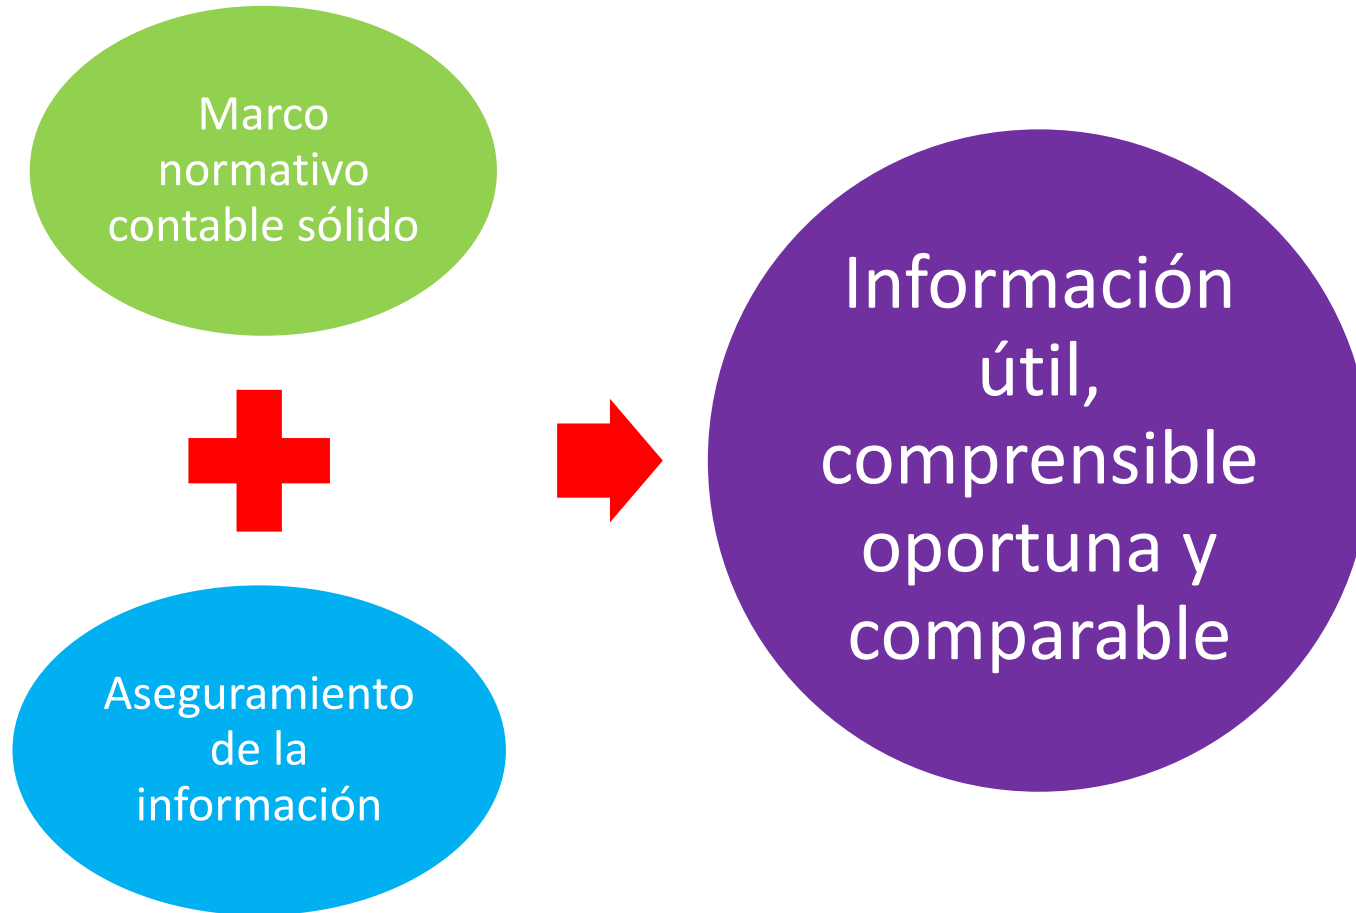 Marco
normativo
contable sólido
Aseguramiento
de la
información
Información
útil,
comprensible
oportuna y
comparable